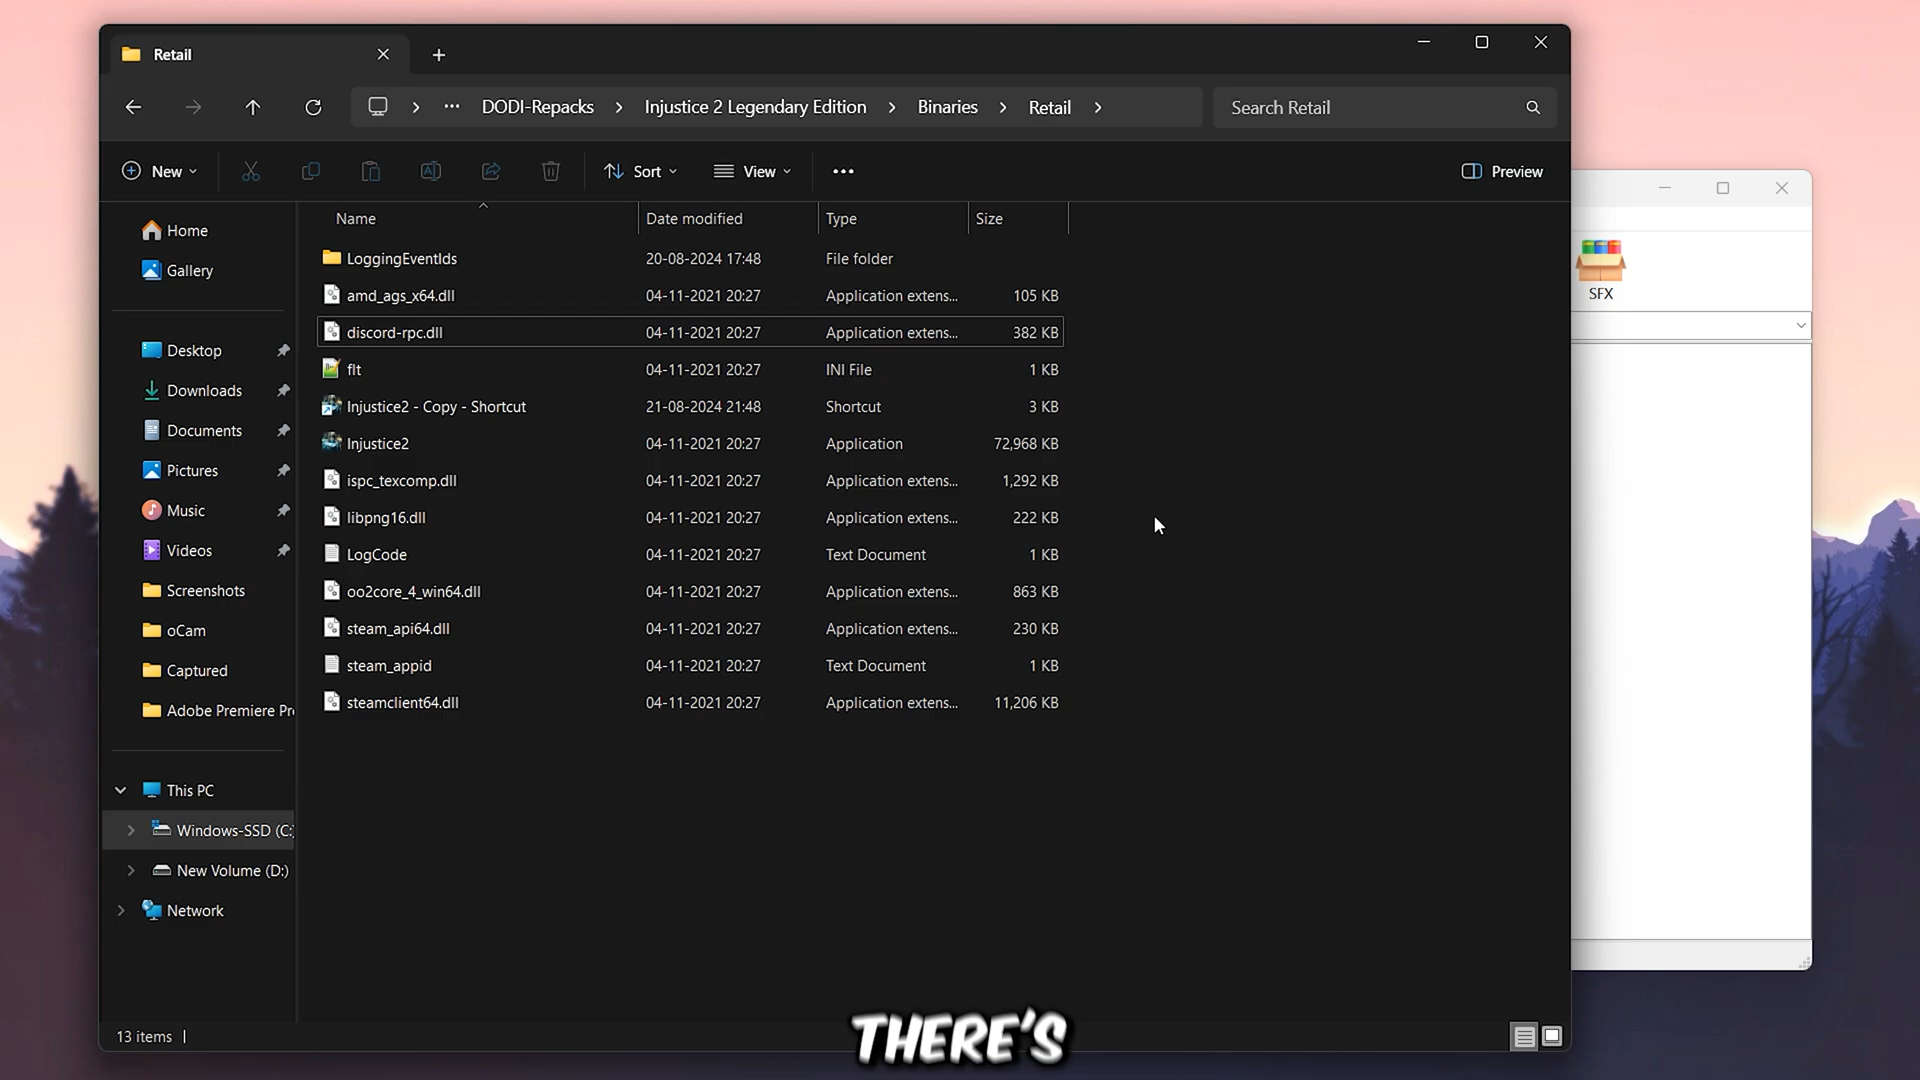 Retail
DODI-Repacks > Injustice 2 Legendary Edition > Binaries > Retail >
Search Retail
New
Sort
View
Preview
Name Date modified Type Size
Home
Gallery
Desktop
Downloads
Documents
Pictures
Music
Videos
Screenshots
oCam
Captured
Adobe Premiere Pr
This PC
Windows-SSD (C:)
New Volume (D:)
Network
LoggingEventIds 20-08-2024 17:48 File folder
amd_ags_x64.dll 04-11-2021 20:27 Application extens... 105 KB
discord-rpc.dll 04-11-2021 20:27 Application extens... 382 KB
flt 04-11-2021 20:27 INI File 1 KB
Injustice2 - Copy - Shortcut 21-08-2024 21:48 Shortcut 3 KB
Injustice2 04-11-2021 20:27 Application 72,968 KB
ispc_texcomp.dll 04-11-2021 20:27 Application extens... 1,292 KB
libpng16.dll 04-11-2021 20:27 Application extens... 222 KB
LogCode 04-11-2021 20:27 Text Document 1 KB
oo2core_4_win64.dll 04-11-2021 20:27 Application extens... 863 KB
steam_api64.dll 04-11-2021 20:27 Application extens... 230 KB
steam_appid 04-11-2021 20:27 Text Document 1 KB
steamclient64.dll 04-11-2021 20:27 Application extens... 11,206 KB
SFX
13 items
THERE'S